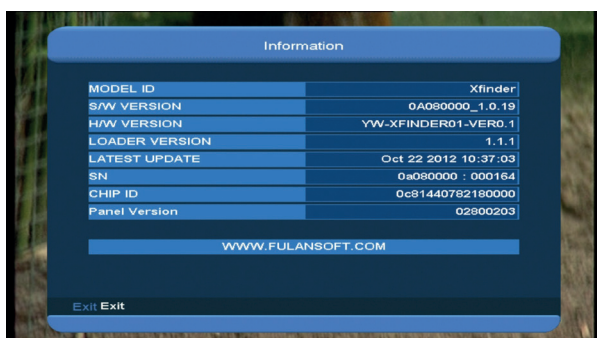 Information
MODEL ID Xfinder
S/W VERSION 0A080000_1.0.19
H/W VERSION YW-XFINDER01-VER0.1
LOADER VERSION 1.1.1
LATEST UPDATE Oct 22 2012 10:37:03
SN 0a080000 : 000164
CHIP ID 0c81440782180000
Panel Version 02800203
WWW.FULANSOFT.COM
Exit Exit